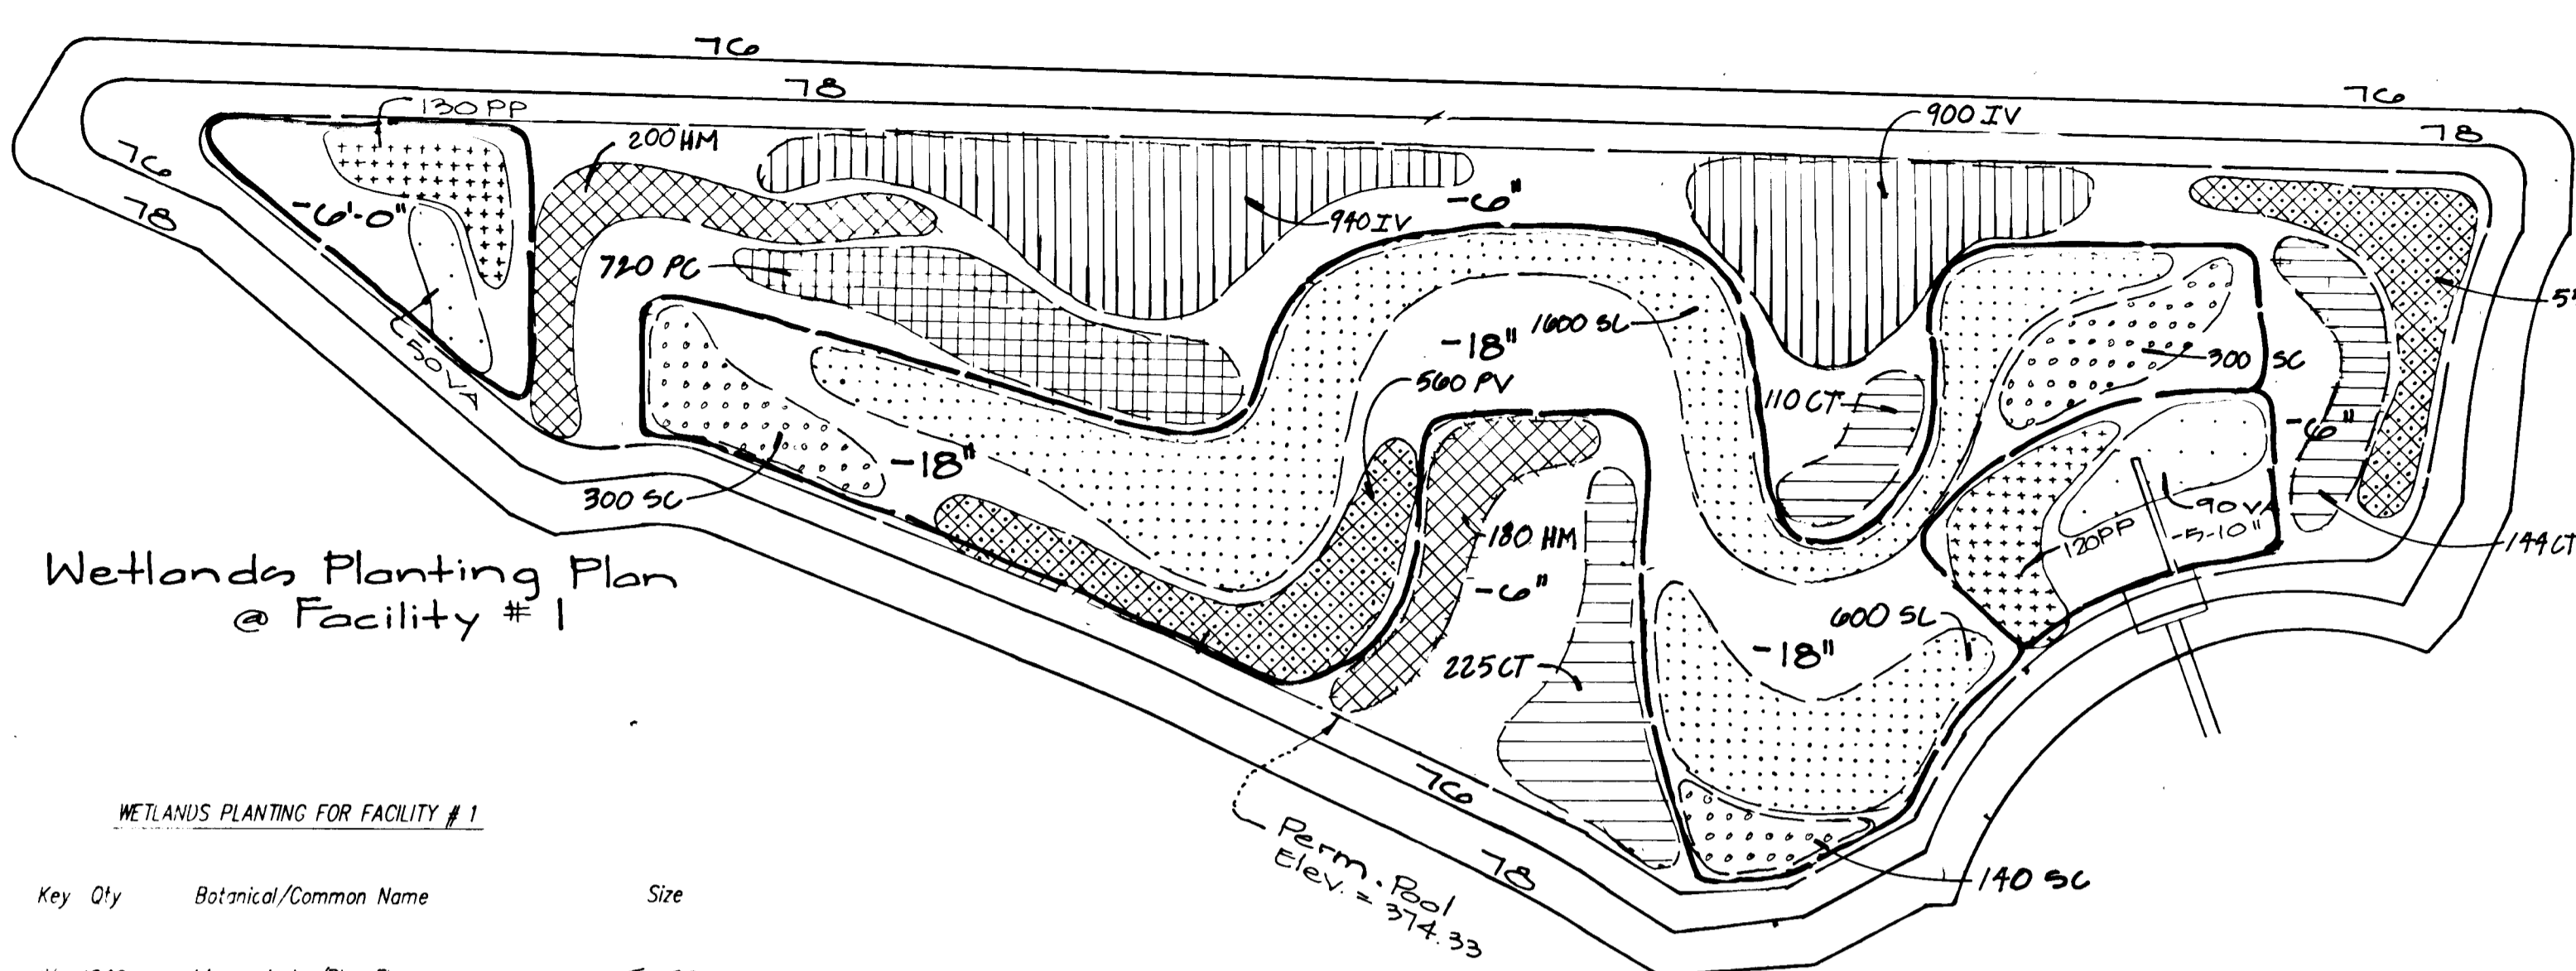 76
78
76
78
130 PP
200 HM
900 IV
76
78
-6'-0"
940 IV
-6"
720 PC
50 VA
-18"
1600 SL
560 PV
110 CT
300 SC
-6"
-18"
300 SC
180 HM
-6"
90 VA
-5-10"
120 PP
144 CT
Wetlands Planting Plan
@ Facility # 1
600 SL
-18"
225 CT
76
78
Perm. Pool
Elev. = 374.33
140 SC
WETLANDS PLANTING FOR FACILITY # 1
Key Qty Botanical/Common Name Size